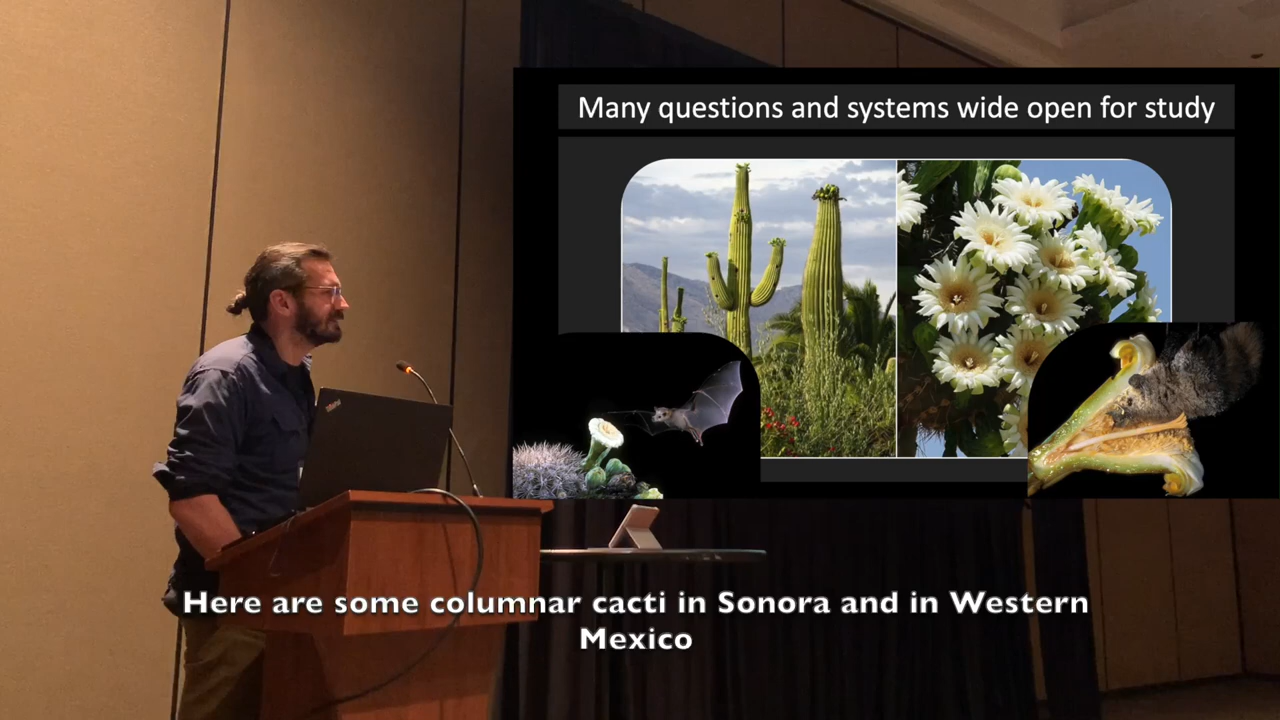 Many questions and systems wide open for study
Here are some columnar cacti in Sonora and in Western
Mexico